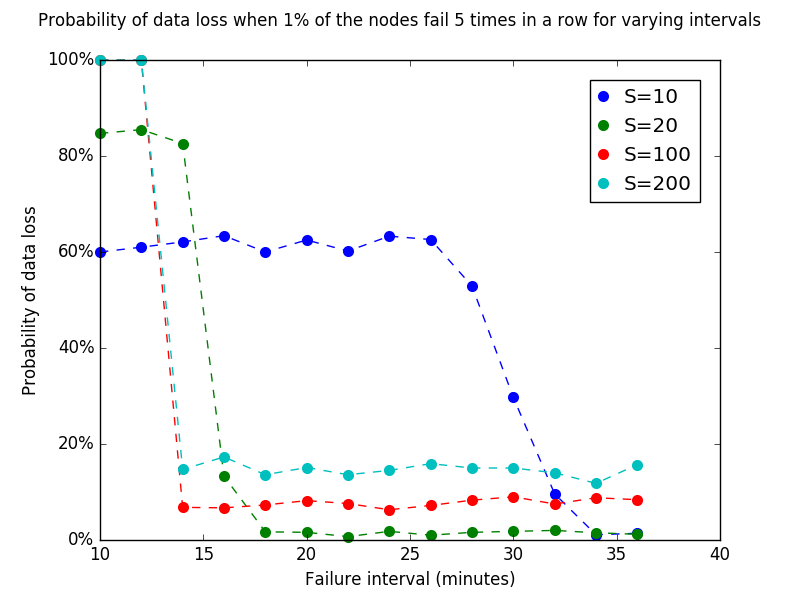 Probability of data loss when 1% of the nodes fail 5 times in a row for varying intervals
100%
80%
60%
40%
20%
0%
Probability of data loss
S=10
S=20
S=100
S=200
10 15 20 25 30 35 40
Failure interval (minutes)